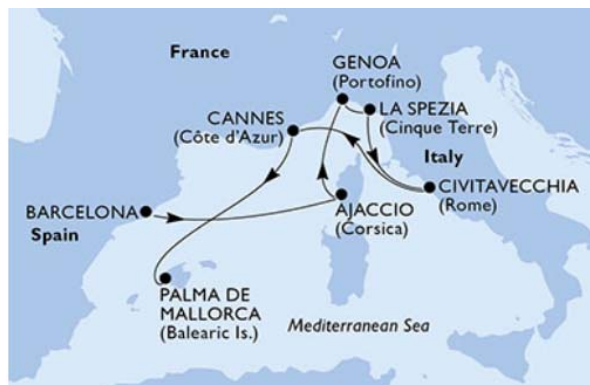 France
GENOA
(Portofino)
LA SPEZIA
(Cinque Terre)
CANNES
(Côte d'Azur)
Italy
CIVITAVECCHIA
(Rome)
BARCELONA
Spain
AJACCIO
(Corsica)
PALMA DE
MALLORCA
(Balearic Is.)
Mediterranean Sea